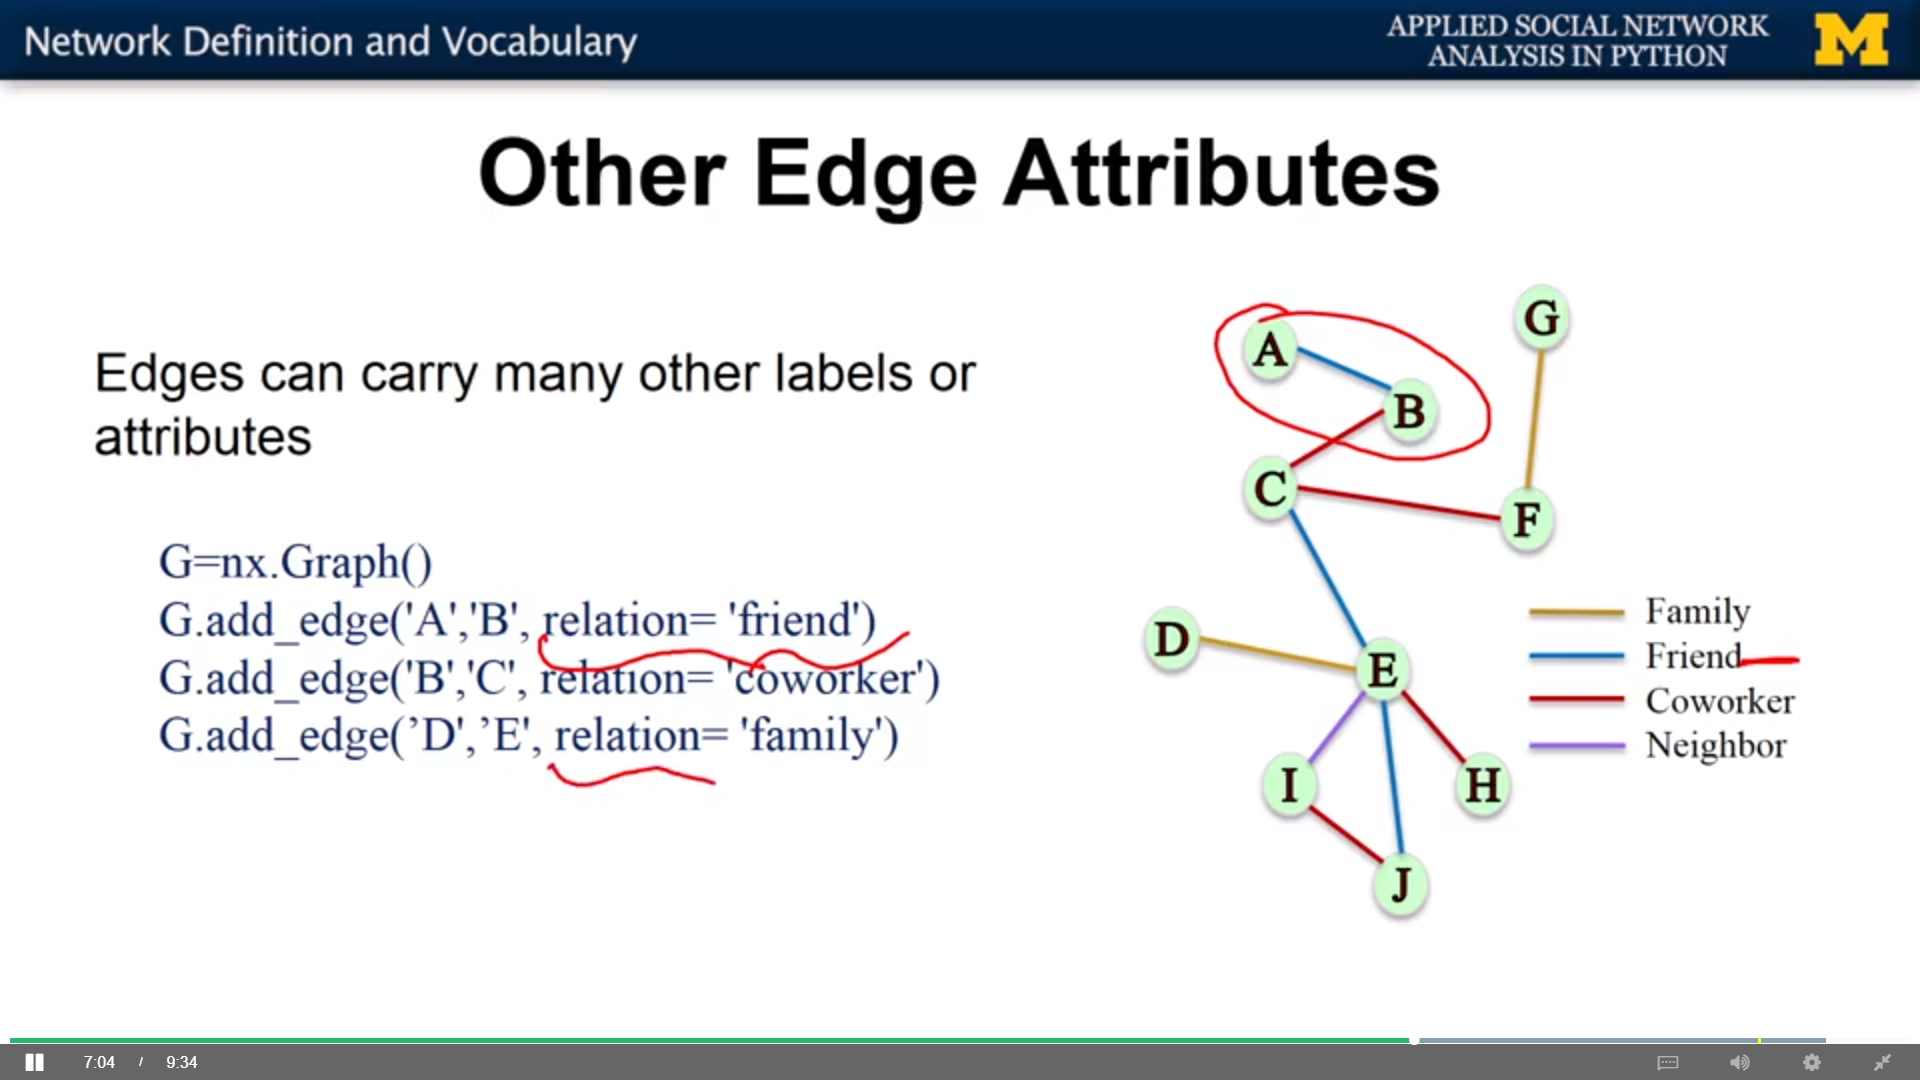 Network Definition and Vocabulary
APPLIED SOCIAL NETWORK
ANALYSIS IN PYTHON
M
Other Edge Attributes
Edges can carry many other labels or
attributes
G=nx.Graph()
G.add_edge('A','B', relation= 'friend')
G.add_edge('B','C', relation= 'coworker')
G.add_edge(’D',’E', relation= 'family')
G
A
B
C
F
D
E
I
H
J
Family
Friend
Coworker
Neighbor
7:04 / 9:34